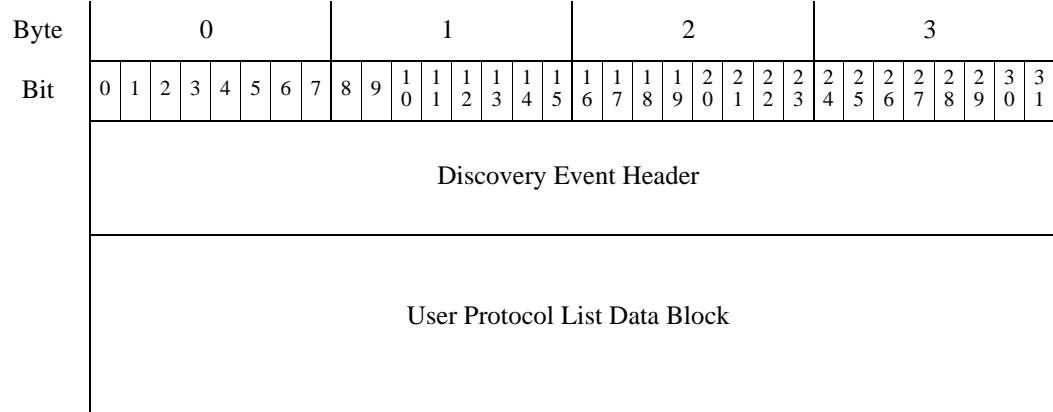 Byte 0 1 2 3
Bit 0 1 2 3 4 5 6 7 8 9 10 11 12 13 14 15 16 17 18 19 20 21 22 23 24 25 26 27 28 29 30 31
Discovery Event Header
User Protocol List Data Block